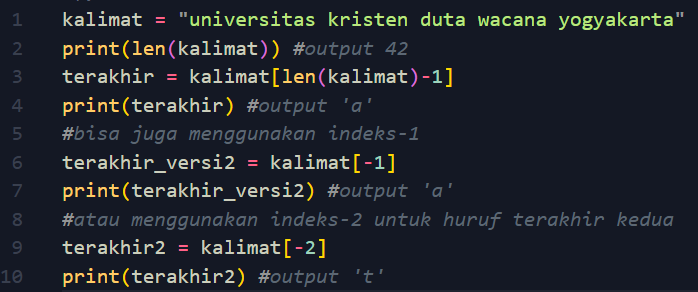 1 kalimat = "universitas kristen duta wacana yogyakarta"
2 print(len(kalimat)) #output 42
3 terakhir = kalimat[len(kalimat)-1]
4 print(terakhir) #output 'a'
5 #bisa juga menggunakan indeks-1
6 terakhir_versi2 = kalimat[-1]
7 print(terakhir_versi2) #output 'a'
8 #atau menggunakan indeks-2 untuk huruf terakhir kedua
9 terakhir2 = kalimat[-2]
10 print(terakhir2) #output 't'